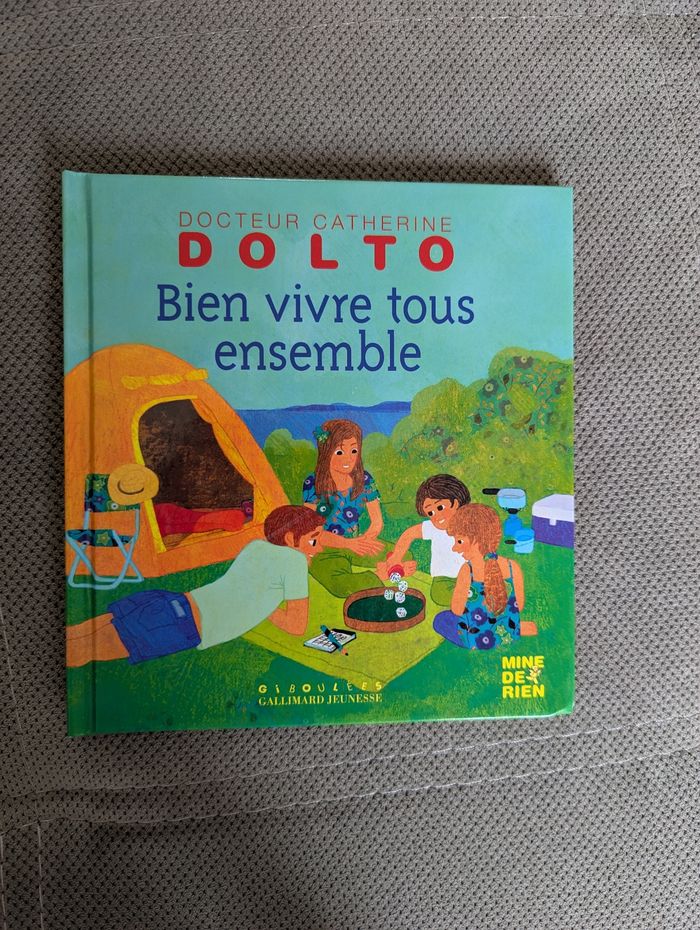 DOCTEUR CATHERINE
DOLTO
Bien vivre tous
ensemble
MINE
DE
RIEN
GIBOULÉES
GALLIMARD JEUNESSE